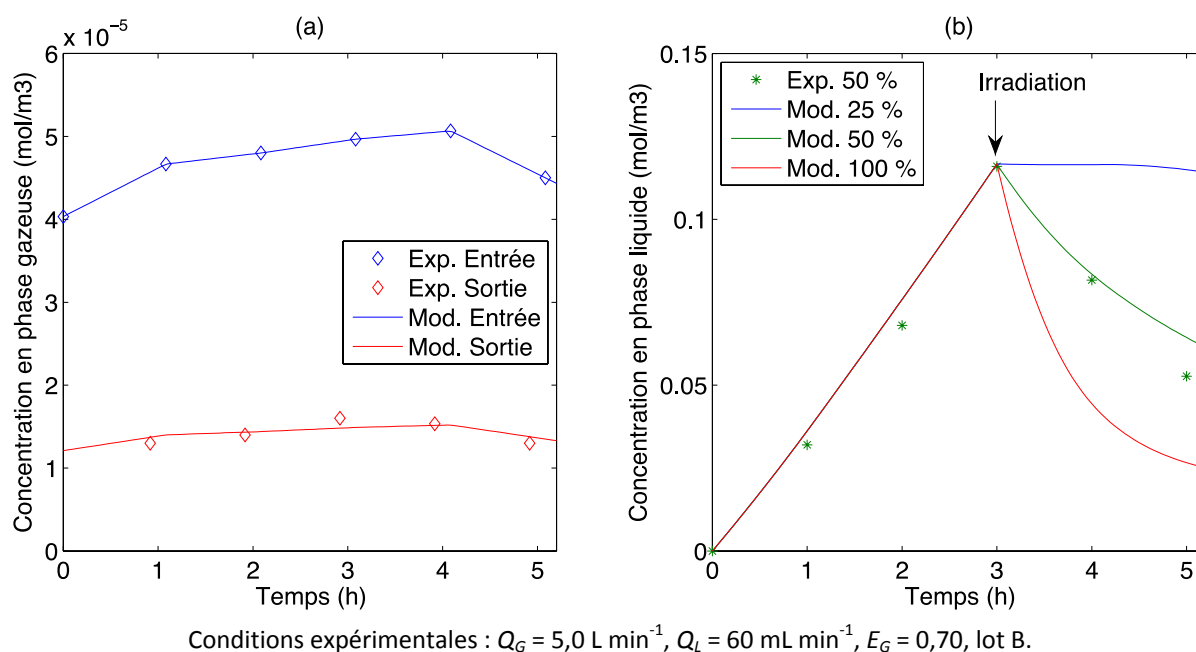 (a)
x 10⁻⁵
Concentration en phase gazeuse (mol/m3)
6
5
4
3
2
1
0
0 1 2 3 4 5
Temps (h)
Exp. Entrée
Exp. Sortie
Mod. Entrée
Mod. Sortie
(b)
Concentration en phase liquide (mol/m3)
0.15
0.1
0.05
0
0 1 2 3 4 5
Temps (h)
Exp. 50 %
Mod. 25 %
Mod. 50 %
Mod. 100 %
Irradiation
Conditions expérimentales : Q_G = 5,0 L min⁻¹, Q_L = 60 mL min⁻¹, E_G = 0,70, lot B.